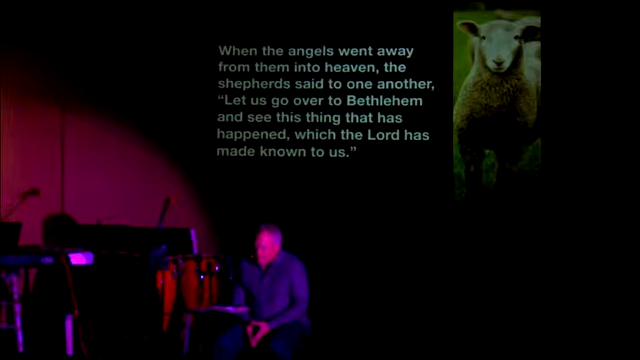 When the angels went away
from them into heaven, the
shepherds said to one another,
“Let us go over to Bethlehem
and see this thing that has
happened, which the Lord has
made known to us.”